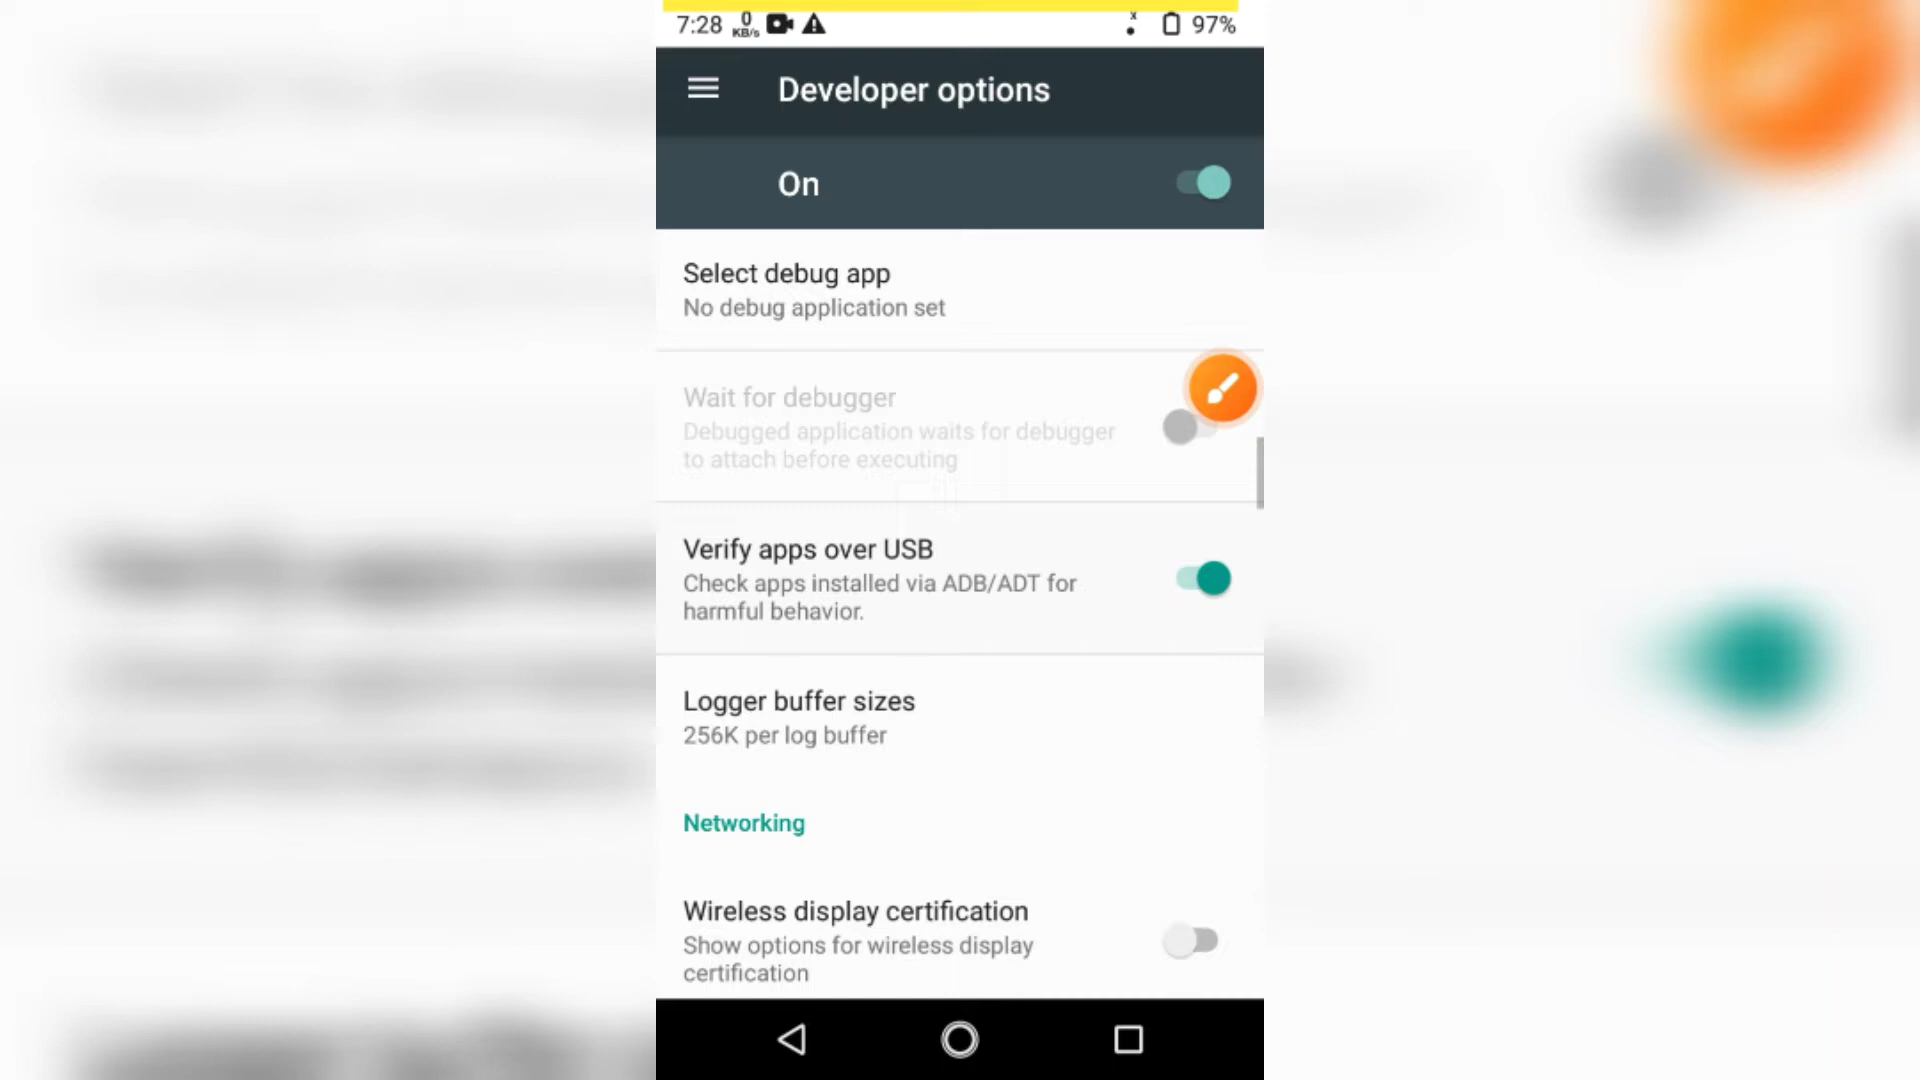 7:28 0 KB/s 97%
Developer options
On
Select debug app
No debug application set
Wait for debugger
Debugged application waits for debugger
to attach before executing
Verify apps over USB
Check apps installed via ADB/ADT for
harmful behavior.
Logger buffer sizes
256K per log buffer
Networking
Wireless display certification
Show options for wireless display
certification